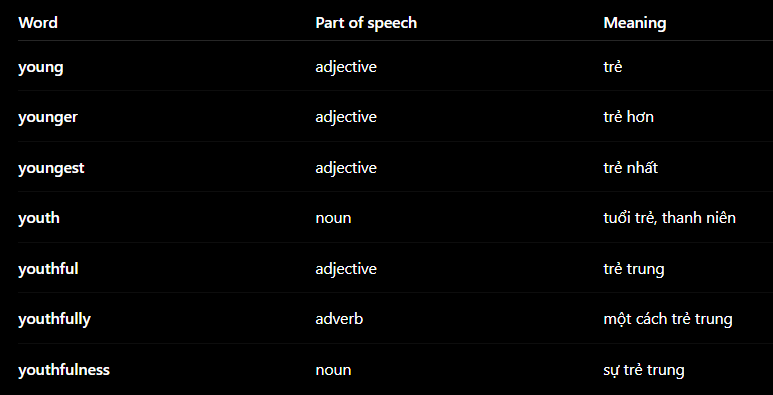 Word Part of speech Meaning
young adjective trẻ
younger adjective trẻ hơn
youngest adjective trẻ nhất
youth noun tuổi trẻ, thanh niên
youthful adjective trẻ trung
youthfully adverb một cách trẻ trung
youthfulness noun sự trẻ trung